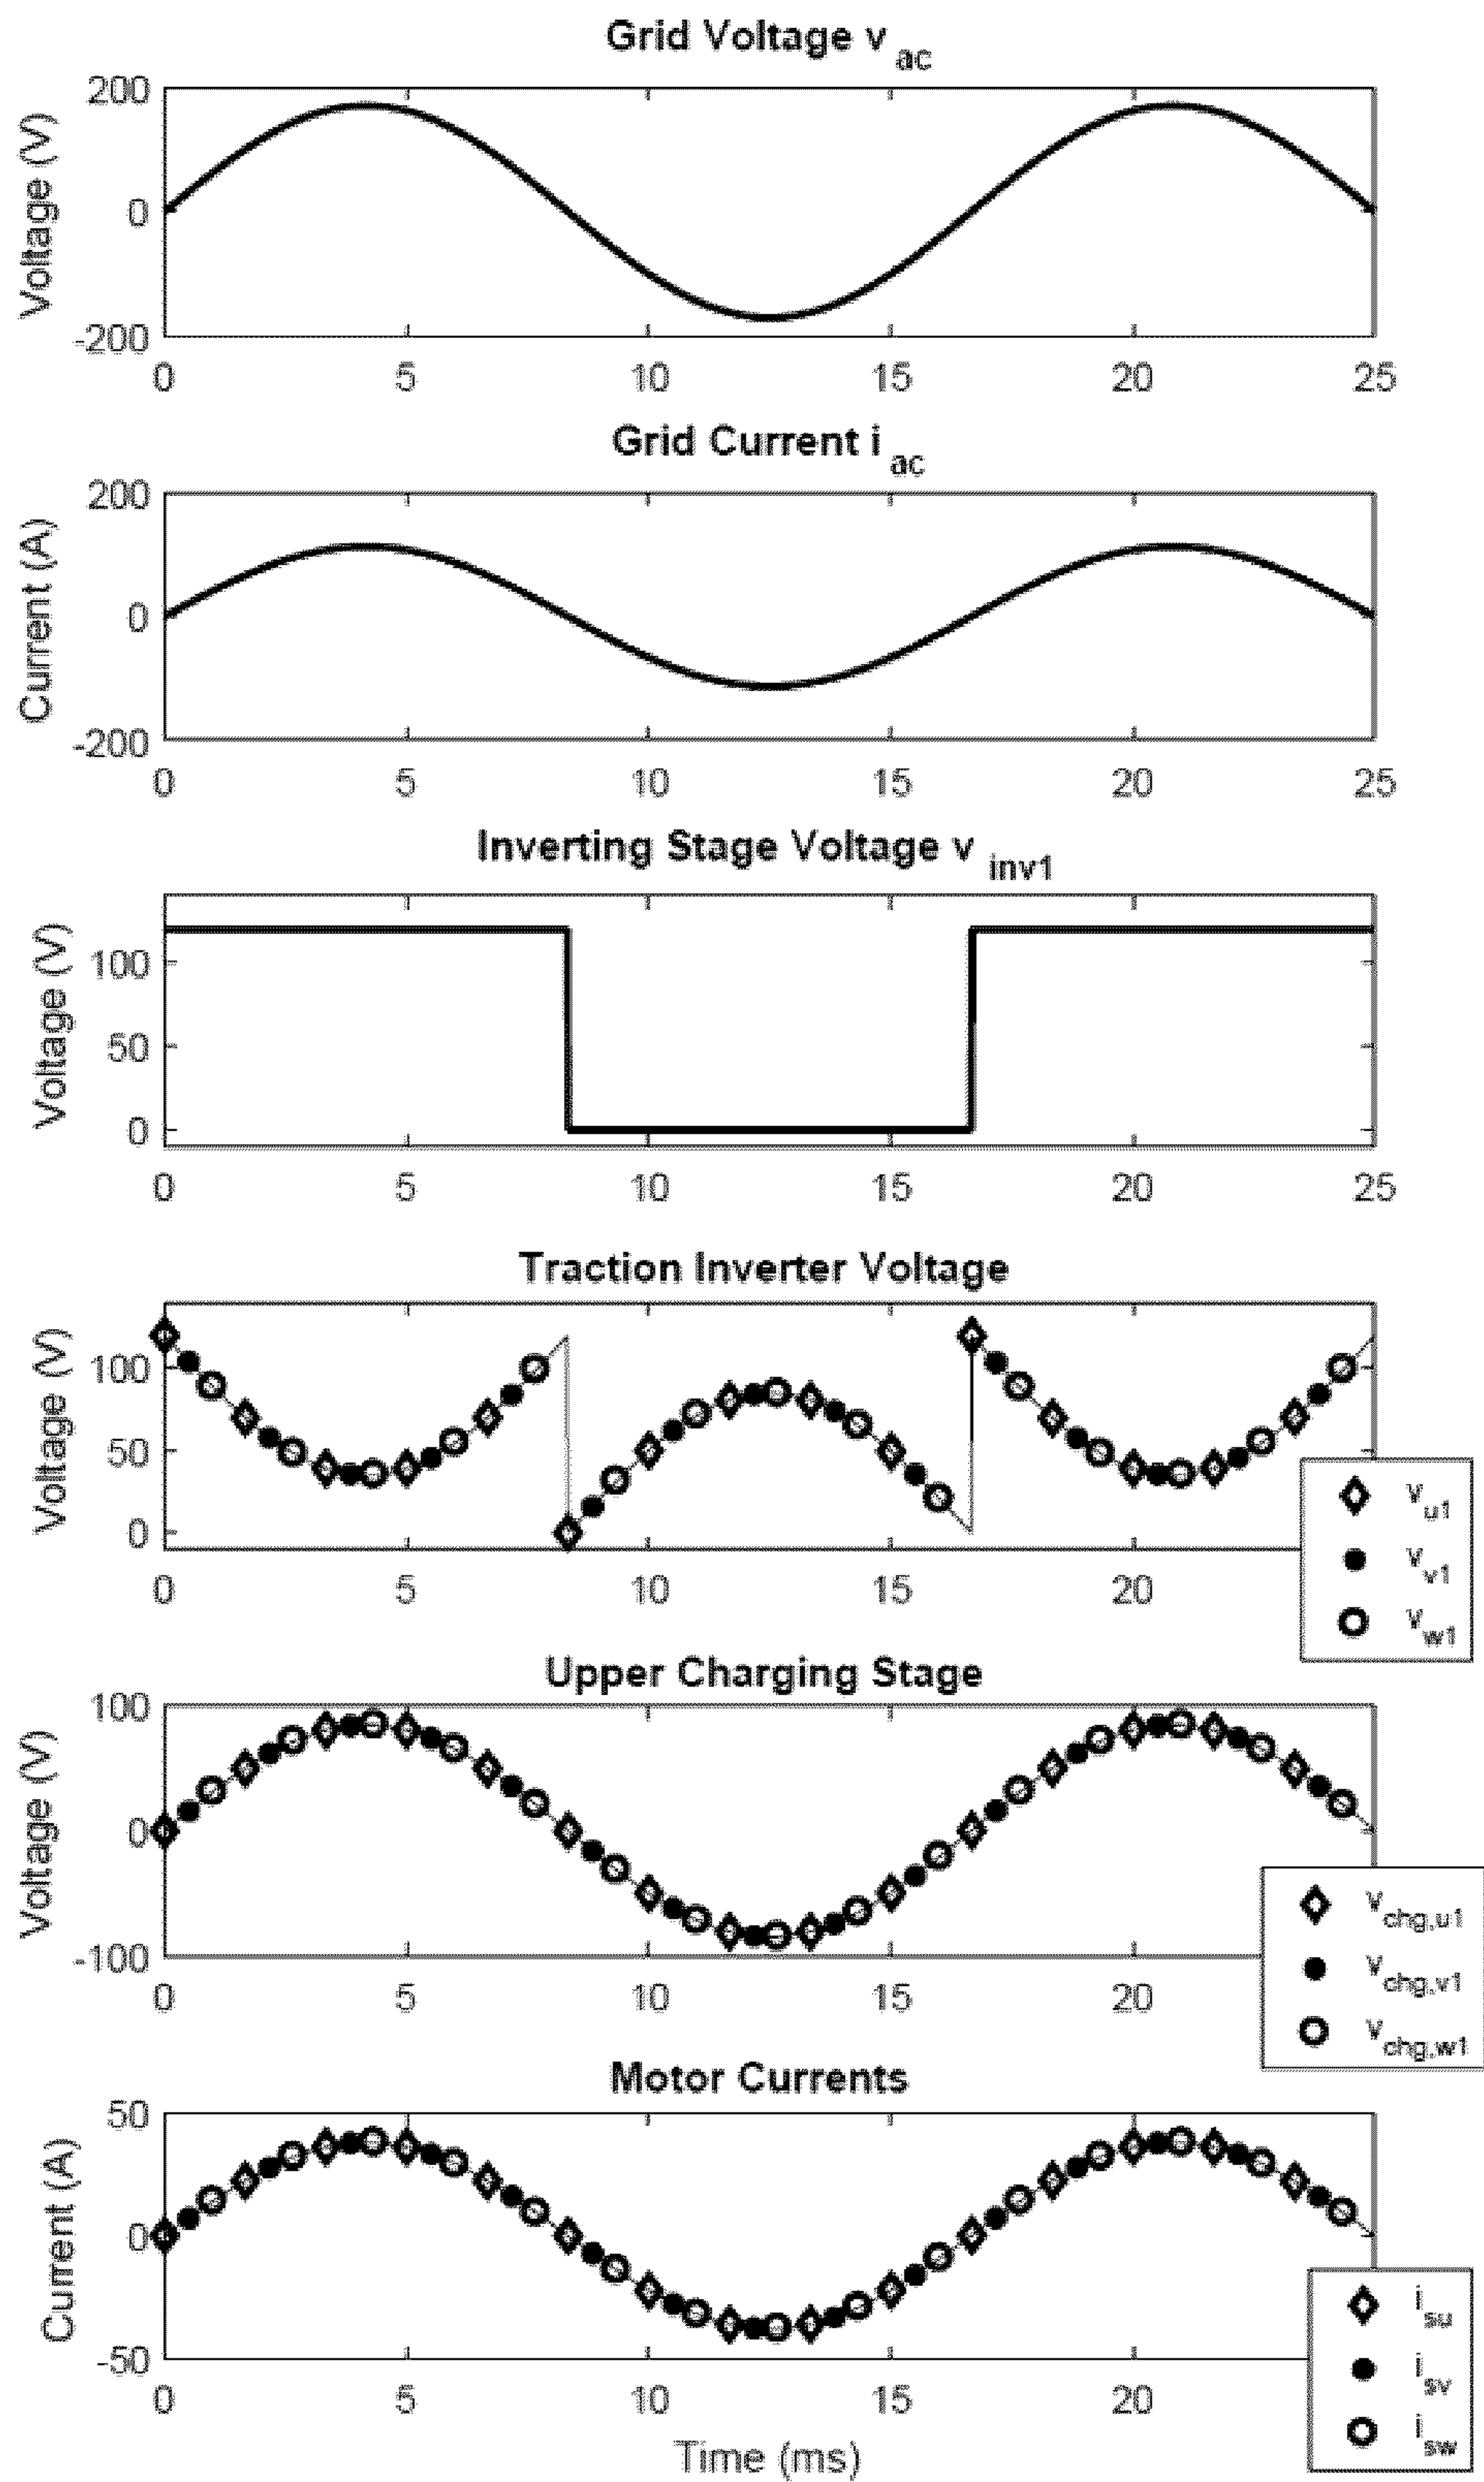 Grid Voltage v ac
200
0
-200
Voltage (V)
0 5 10 15 20 25
Grid Current i ac
200
0
-200
Current (A)
0 5 10 15 20 25
Inverting Stage Voltage v inv1
100
50
0
Voltage (V)
0 5 10 15 20 25
Traction Inverter Voltage
100
50
0
Voltage (V)
0 5 10 15 20
v u1
v v1
v w1
Upper Charging Stage
100
0
-100
Voltage (V)
0 5 10 15 20
v chg,u1
v chg,v1
v chg,w1
Motor Currents
50
0
-50
Current (A)
0 5 10 15 20
i su
i sv
i sw
Time (ms)